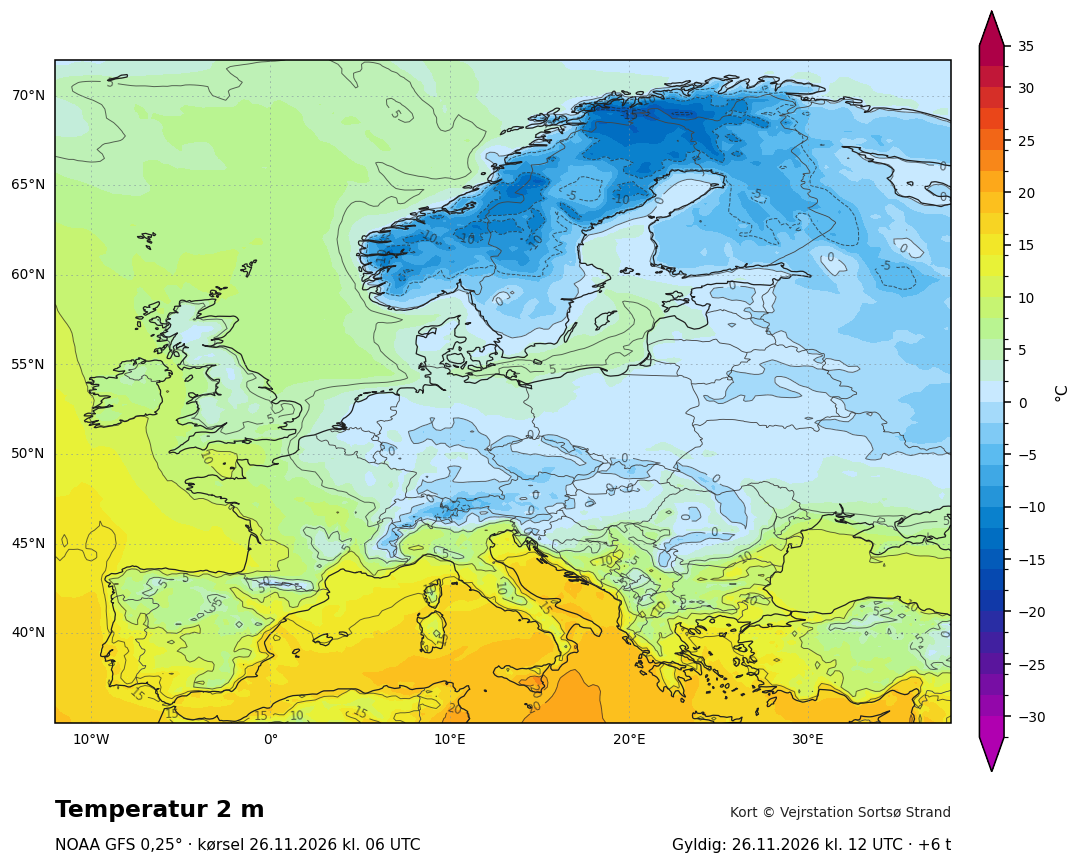 70°N
65°N
60°N
55°N
50°N
45°N
40°N
10°W
0°
10°E
20°E
30°E
35
30
25
20
15
10
5
0
−5
−10
−15
−20
−25
−30
°C
Temperatur 2 m
Kort © Vejrstation Sortsø Strand
NOAA GFS 0,25° · kørsel 26.11.2026 kl. 06 UTC
Gyldig: 26.11.2026 kl. 12 UTC · +6 t